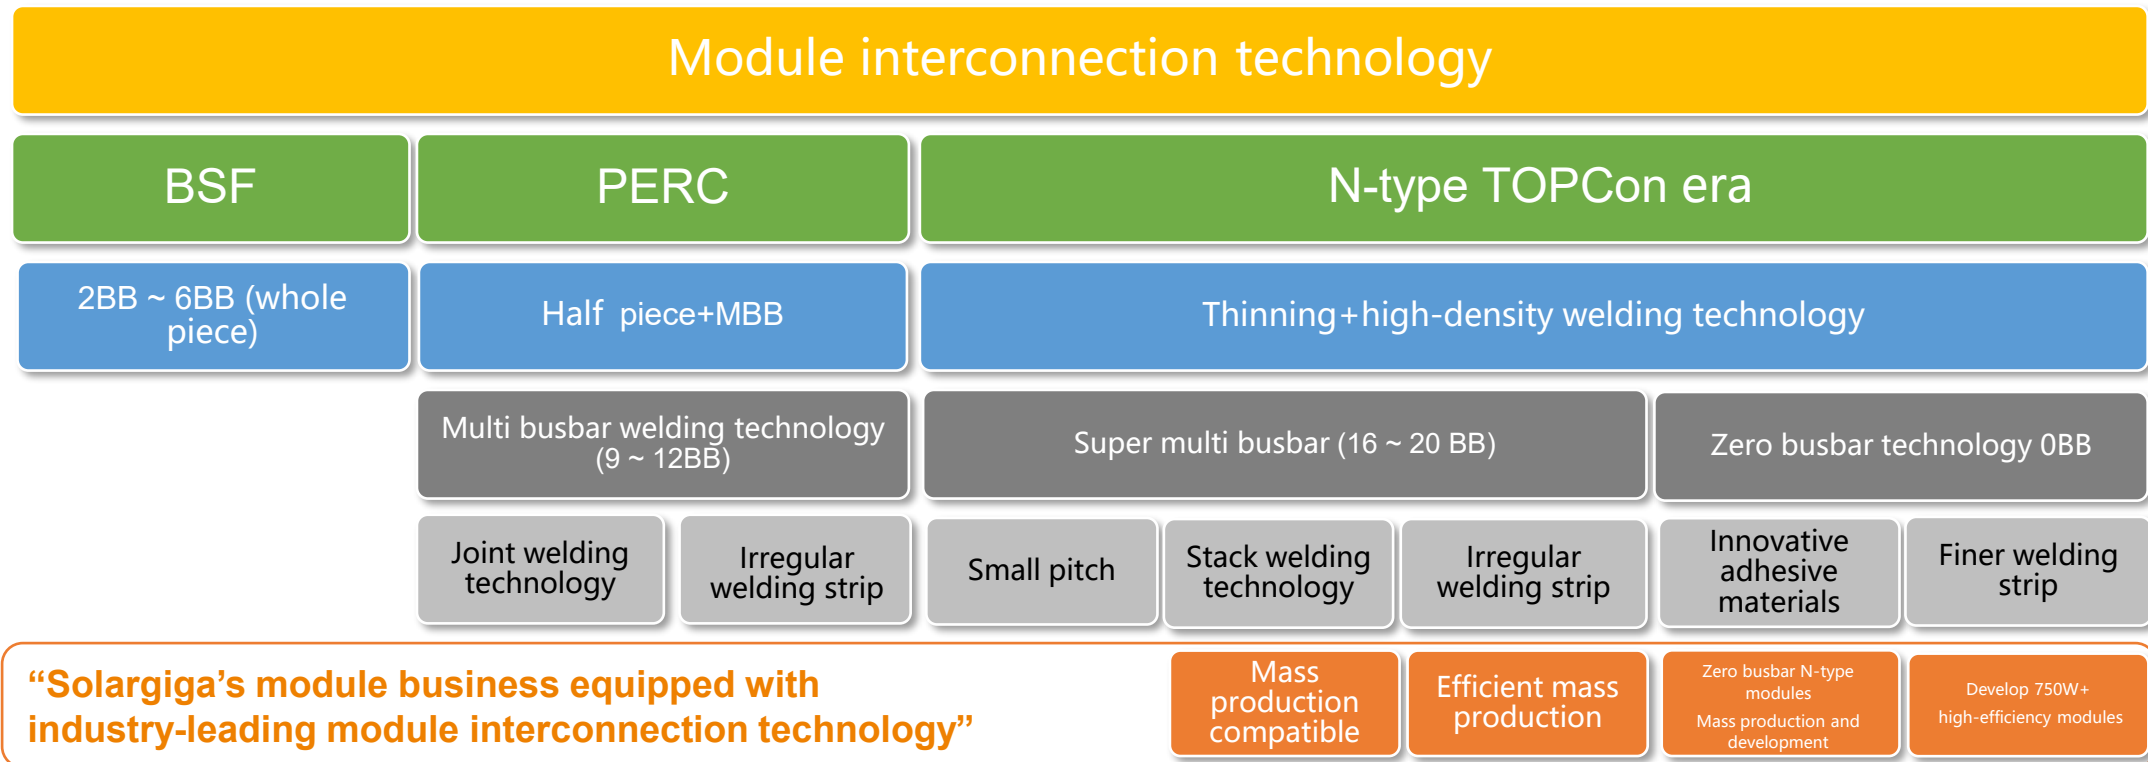 Module interconnection technology
BSF
PERC
N-type TOPCon era
2BB ~ 6BB (whole
piece)
Half piece+MBB
Thinning+high-density welding technology
Multi busbar welding technology
(9 ~ 12BB)
Super multi busbar (16 ~ 20 BB)
Zero busbar technology 0BB
Joint welding
technology
Irregular
welding strip
Small pitch
Stack welding
technology
Irregular
welding strip
Innovative
adhesive
materials
Finer welding
strip
“Solargiga’s module business equipped with
industry-leading module interconnection technology”
Mass
production
compatible
Efficient mass
production
Zero busbar N-type
modules
Mass production and
development
Develop 750W+
high-efficiency modules